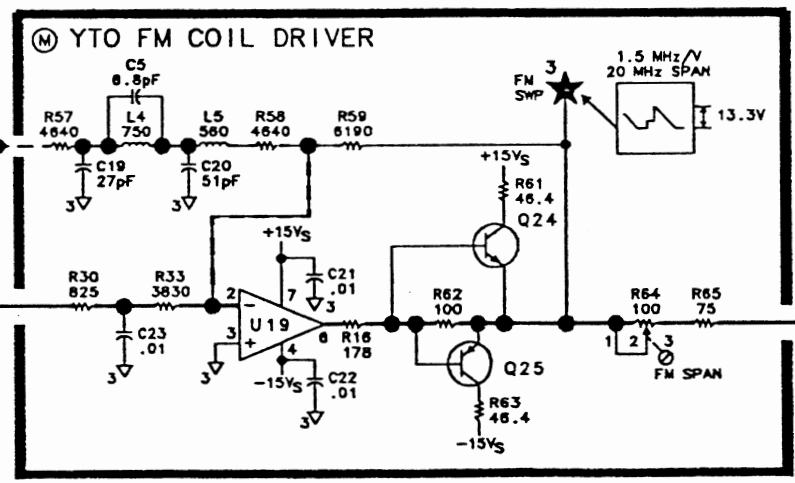 M YTO FM COIL DRIVER
C5
6.8pF
R57
4640
L4
750
L5
560
R58
4640
R59
6190
C19
27pF
3
C20
51pF
3
3
FM
SWP
1.5 MHz/V
20 MHz SPAN
13.3V
+15VS
R61
46.4
Q24
R30
825
R33
3830
+15VS
C21
.01
3
2
-
7
U19
3
+
4
6
C23
.01
3
3
-15VS
C22
.01
3
R16
178
R62
100
Q25
R63
46.4
-15VS
R64
100
1
2
3
FM SPAN
R65
75